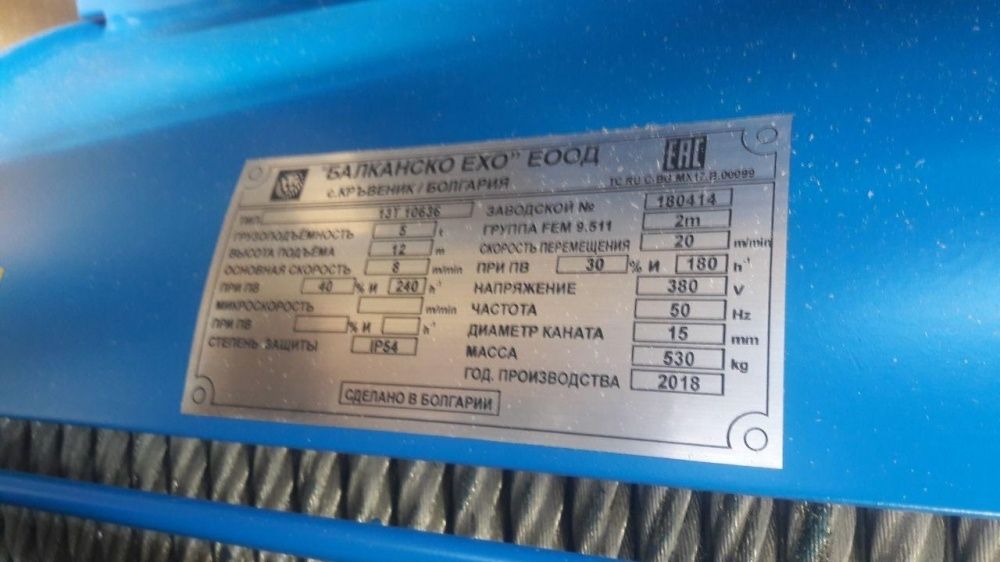 "БАЛКАНСКО ЕХО" ЕООД
EAC
с.КРЪВЕНИК / БОЛГАРИЯ
TC RU C-BG.MX17.B.00099
ТИП 13Т 10636
ГРУЗОПОДЪЁМНОСТЬ 5 t
ВЫСОТА ПОДЪЁМА 12 m
ОСНОВНАЯ СКОРОСТЬ 8 m/min
ПРИ ПВ 40 % И 240 h⁻¹
МИКРОСКОРОСТЬ m/min
ПРИ ПВ % И h⁻¹
СТЕПЕНЬ ЗАЩИТЫ IP54
ЗАВОДСКОЙ № 180414
ГРУППА FEM 9.511 2m
СКОРОСТЬ ПЕРЕМЕЩЕНИЯ 20 m/min
ПРИ ПВ 30 % И 180 h⁻¹
НАПРЯЖЕНИЕ 380 V
ЧАСТОТА 50 Hz
ДИАМЕТР КАНАТА 15 mm
МАССА 530 kg
ГОД. ПРОИЗВОДСТВА 2018
СДЕЛАНО В БОЛГАРИИ